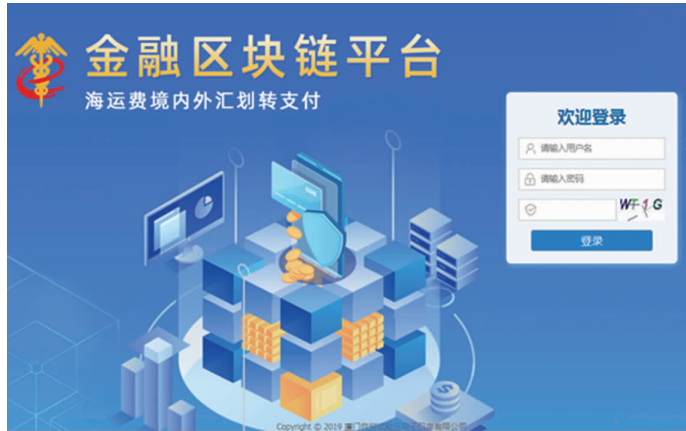 金融区块链平台
海运费境内外汇划转支付
欢迎登录
请输入用户名
请输入密码
WF1G
登录
Copyright © 2019 厦门